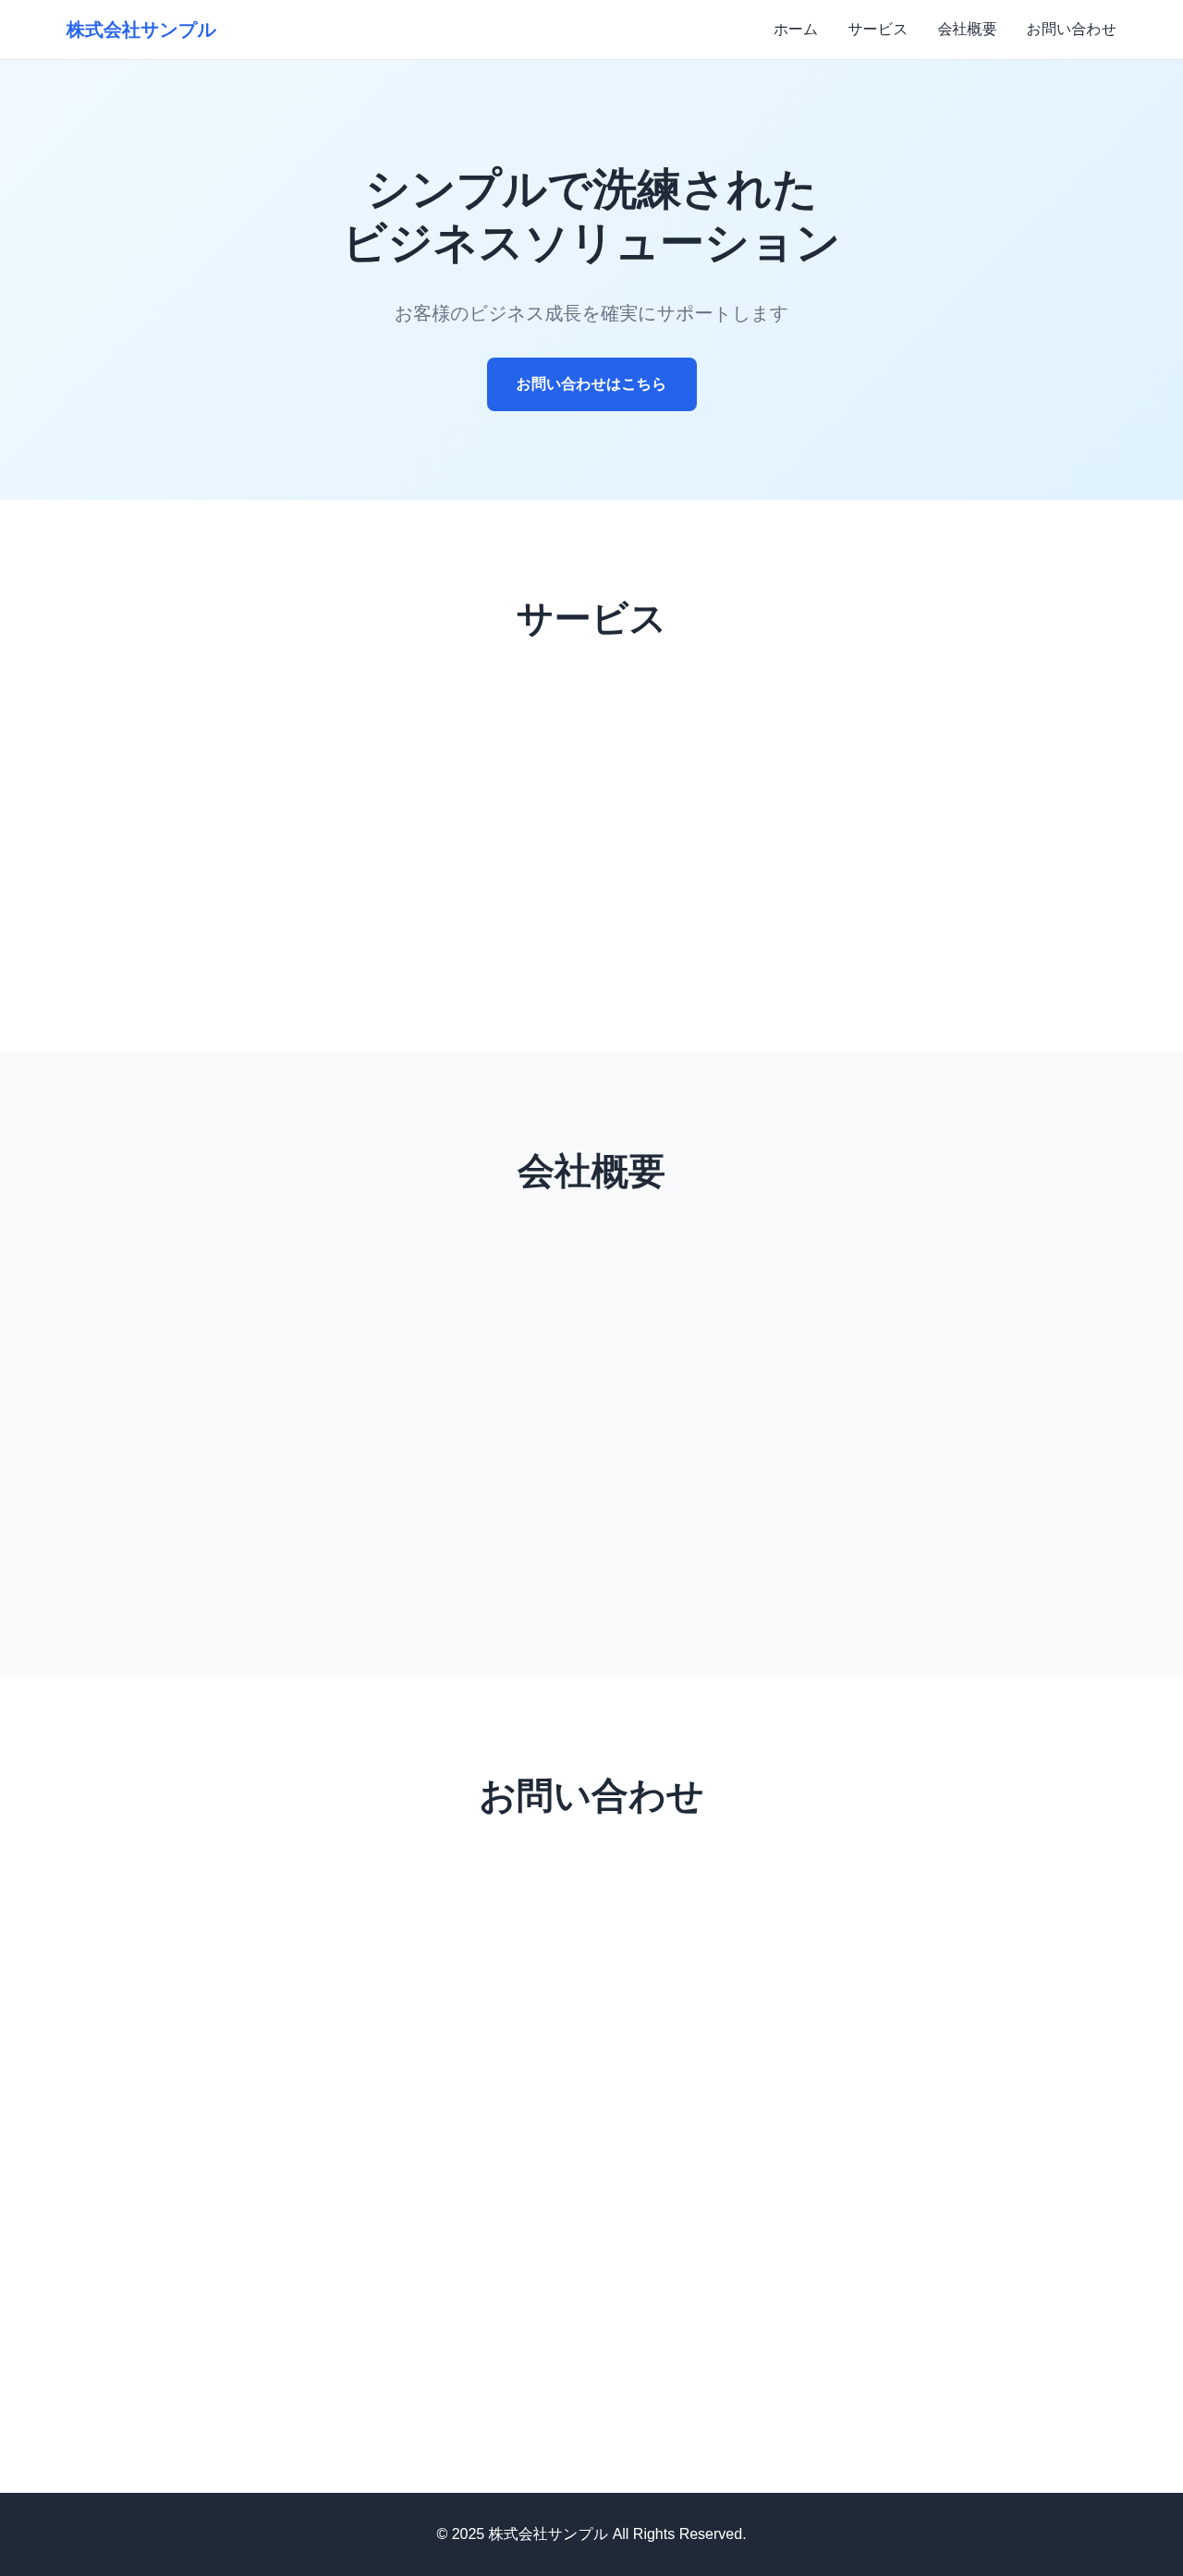 株式会社サンプル
ホーム サービス 会社概要 お問い合わせ
シンプルで洗練された
ビジネスソリューション
お客様のビジネス成長を確実にサポートします
お問い合わせはこちら
サービス
会社概要
お問い合わせ
© 2025 株式会社サンプル All Rights Reserved.